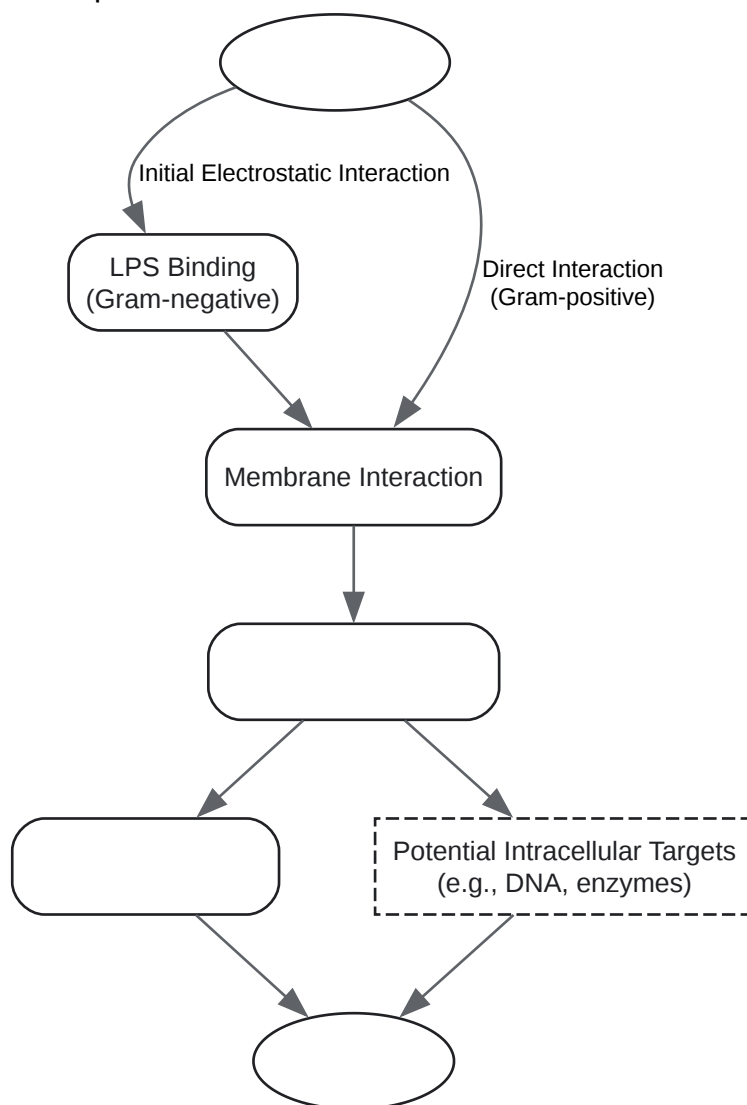 Initial Electrostatic Interaction
LPS Binding
(Gram-negative)
Direct Interaction
(Gram-positive)
Membrane Interaction
Potential Intracellular Targets
(e.g., DNA, enzymes)